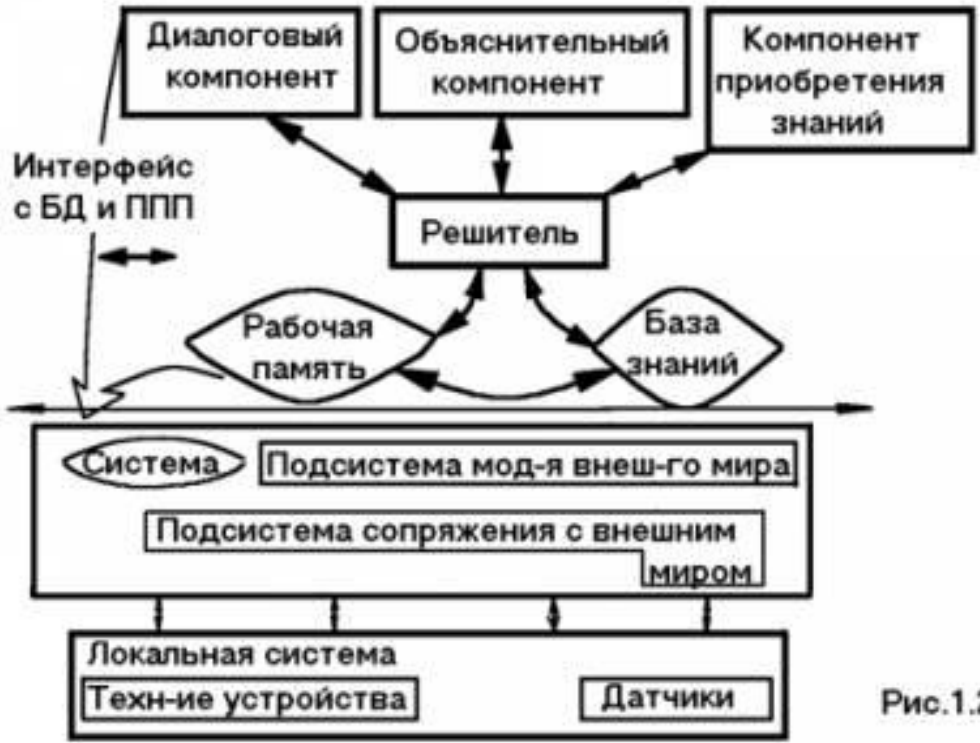 Диалоговый
компонент
Объяснительный
компонент
Компонент
приобретения
знаний
Интерфейс
с БД и ППП
Решитель
Рабочая
память
База
знаний
Система
Подсистема мод-я внеш-го мира
Подсистема сопряжения с внешним
миром
Локальная система
Техн-ие устройства
Датчики
Рис.1.2